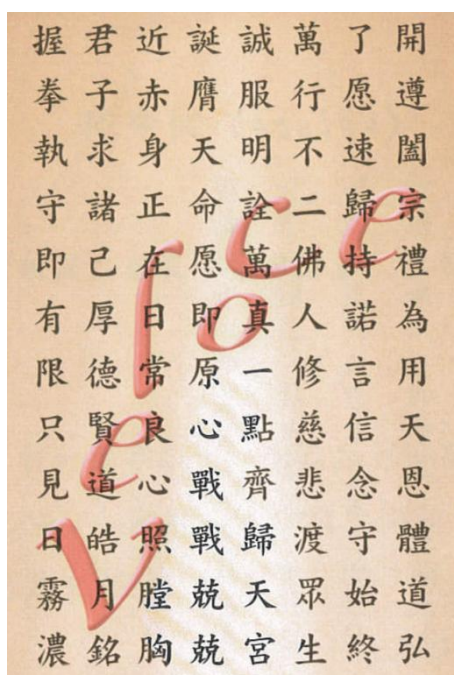 開遵闔宗禮為用天恩體道弘
了愿速歸持諾言信念守始終
萬行不二佛人修慈悲渡眾生
誠服明詮萬真一點齊歸天宮
誕膺天命愿即原心戰戰兢兢
近赤身正在日常良心照膛胸
君子求諸己厚德賢道皓月銘
握拳執守即有限只見日霧濃
Veloce